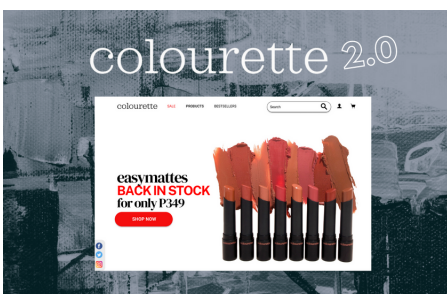 colourette 2.0
colourette SALE PRODUCTS BESTSELLERS Search
easymattes
BACK IN STOCK
for only P349
SHOP NOW